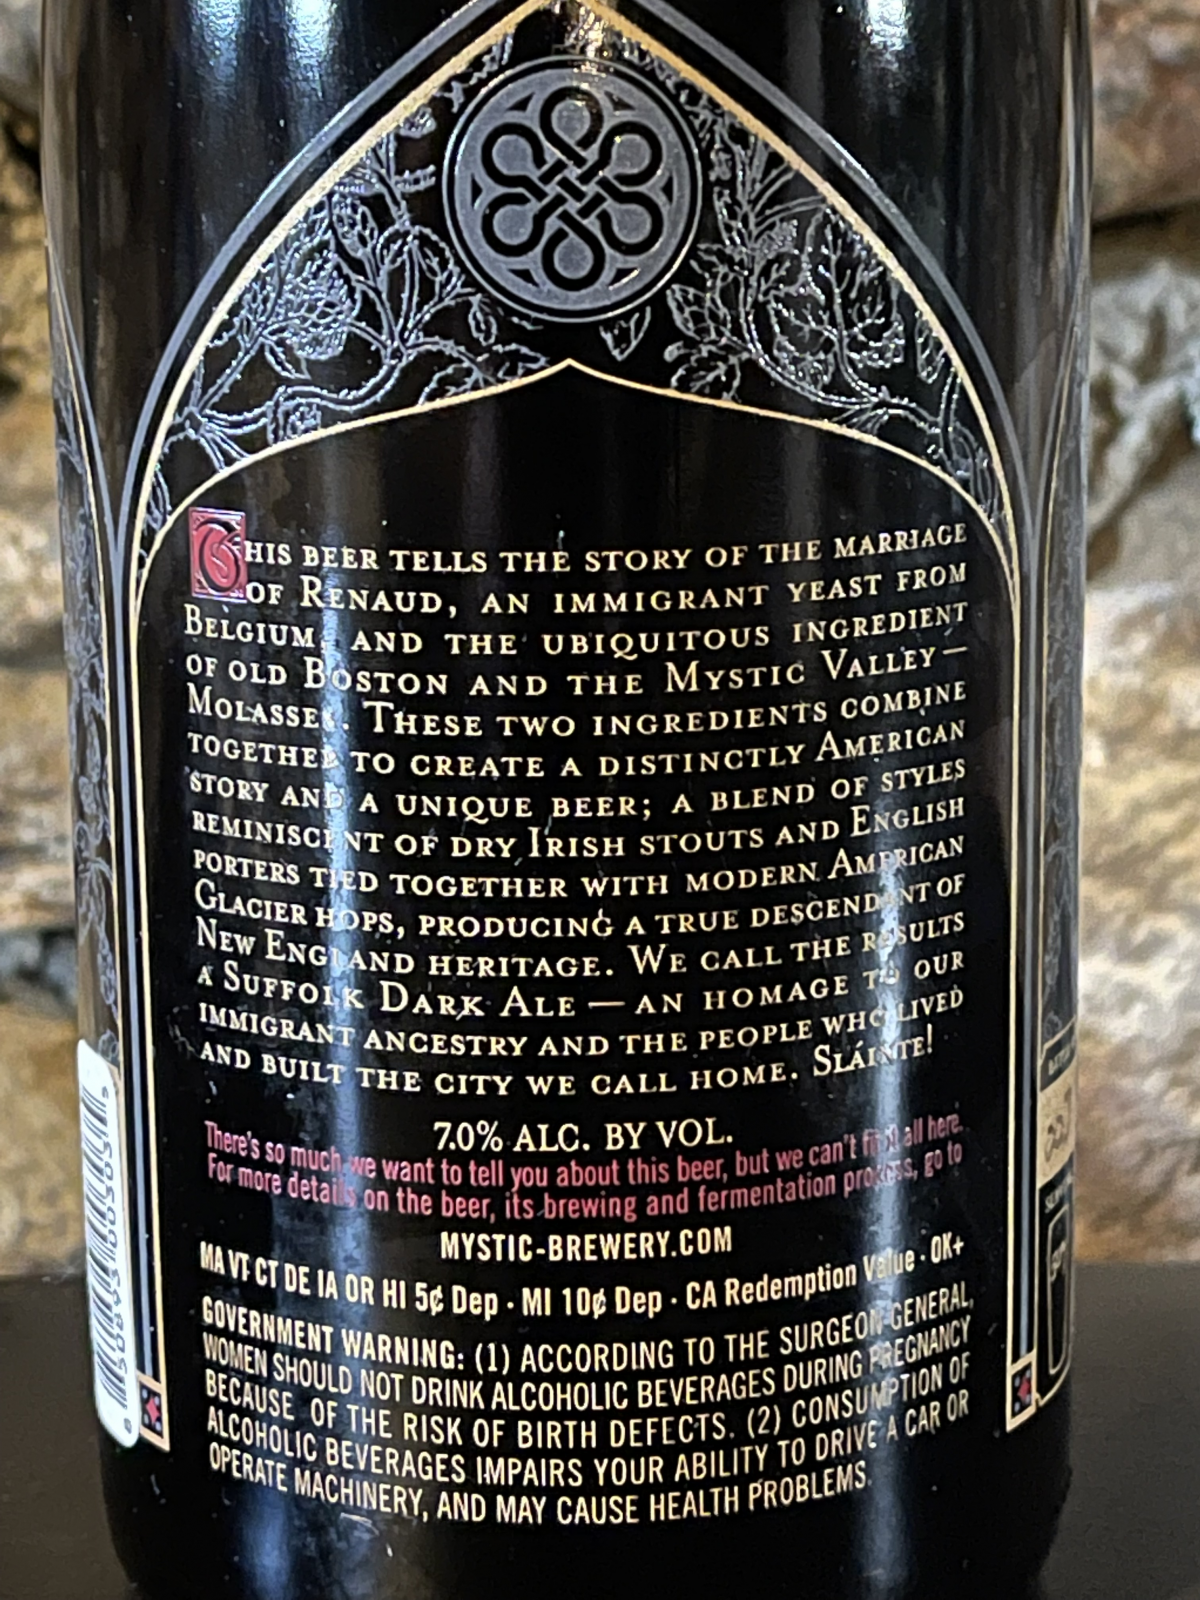 THIS BEER TELLS THE STORY OF THE MARRIAGE
OF RENAUD, AN IMMIGRANT YEAST FROM
BELGIUM, AND THE UBIQUITOUS INGREDIENT
OF OLD BOSTON AND THE MYSTIC VALLEY—
MOLASSES. THESE TWO INGREDIENTS COMBINE
TOGETHER TO CREATE A DISTINCTLY AMERICAN
STORY AND A UNIQUE BEER; A BLEND OF STYLES
REMINISCENT OF DRY IRISH STOUTS AND ENGLISH
PORTERS TIED TOGETHER WITH MODERN AMERICAN
GLACIER HOPS, PRODUCING A TRUE DESCENDENT OF
NEW ENGLAND HERITAGE. WE CALL THE RESULTS
A SUFFOLK DARK ALE — AN HOMAGE TO OUR
IMMIGRANT ANCESTRY AND THE PEOPLE WHO LIVED
AND BUILT THE CITY WE CALL HOME. SLÁINTE!
7.0% ALC. BY VOL.
There's so much we want to tell you about this beer, but we can't fit it all here.
For more details on the beer, its brewing and fermentation process, go to
MYSTIC-BREWERY.COM
MA VT CT DE IA OR HI 5¢ Dep · MI 10¢ Dep · CA Redemption Value · OK+
GOVERNMENT WARNING: (1) ACCORDING TO THE SURGEON GENERAL,
WOMEN SHOULD NOT DRINK ALCOHOLIC BEVERAGES DURING PREGNANCY
BECAUSE OF THE RISK OF BIRTH DEFECTS. (2) CONSUMPTION OF
ALCOHOLIC BEVERAGES IMPAIRS YOUR ABILITY TO DRIVE A CAR OR
OPERATE MACHINERY, AND MAY CAUSE HEALTH PROBLEMS.